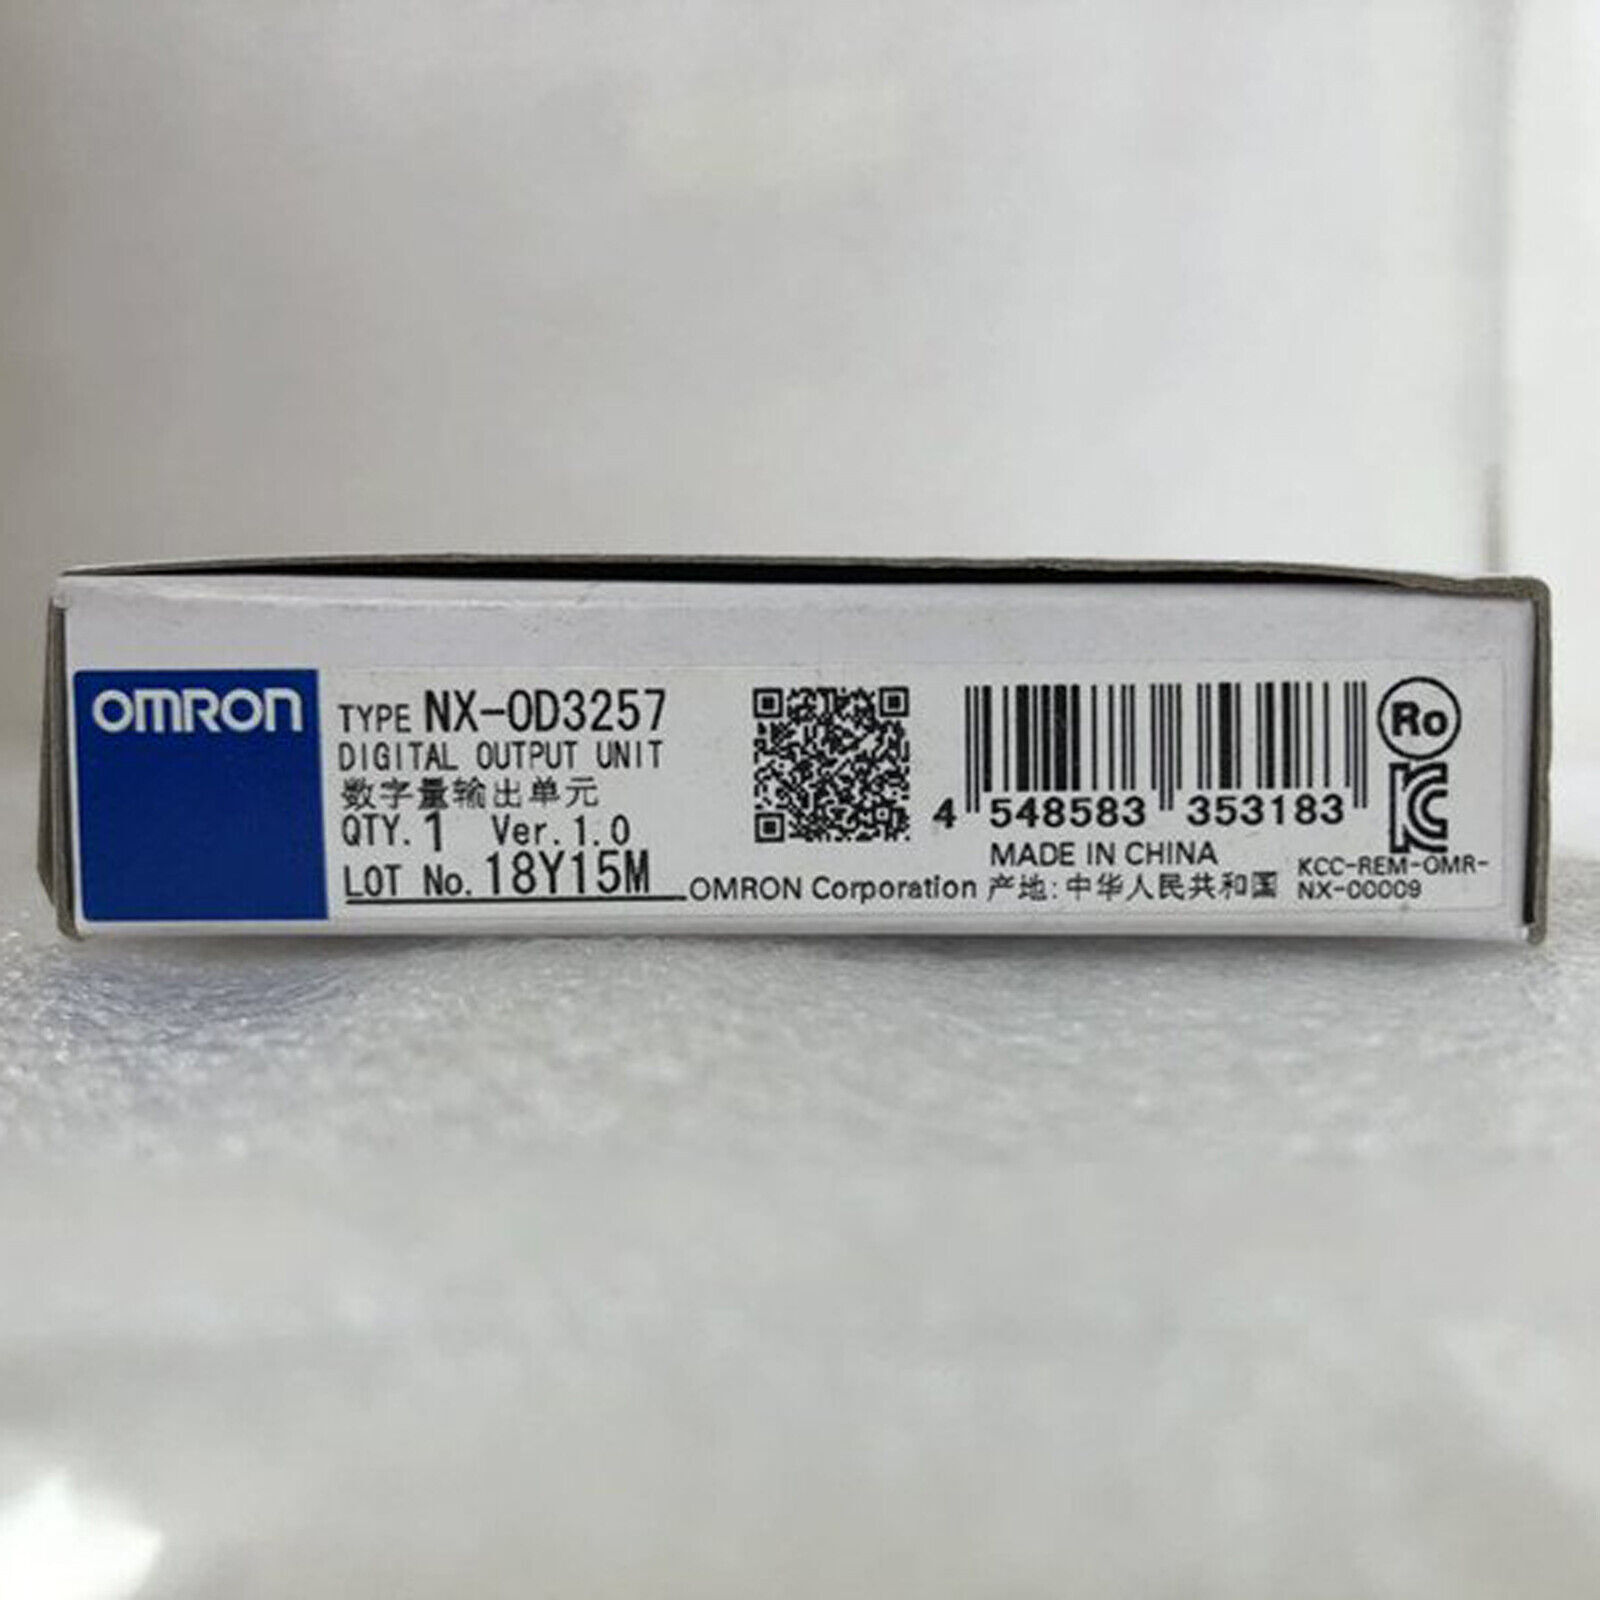 OMRON
TYPE NX-OD3257
DIGITAL OUTPUT UNIT
数字量输出单元
QTY. 1 Ver.1.0
LOT No. 18Y15M
4 548583 353183
MADE IN CHINA
OMRON Corporation 产地:中华人民共和国
Ro
KC
KCC-REM-OMR-
NX-00009